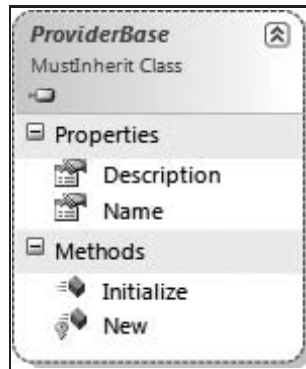 ProviderBase
MustInherit Class
Properties
Description
Name
Methods
Initialize
New